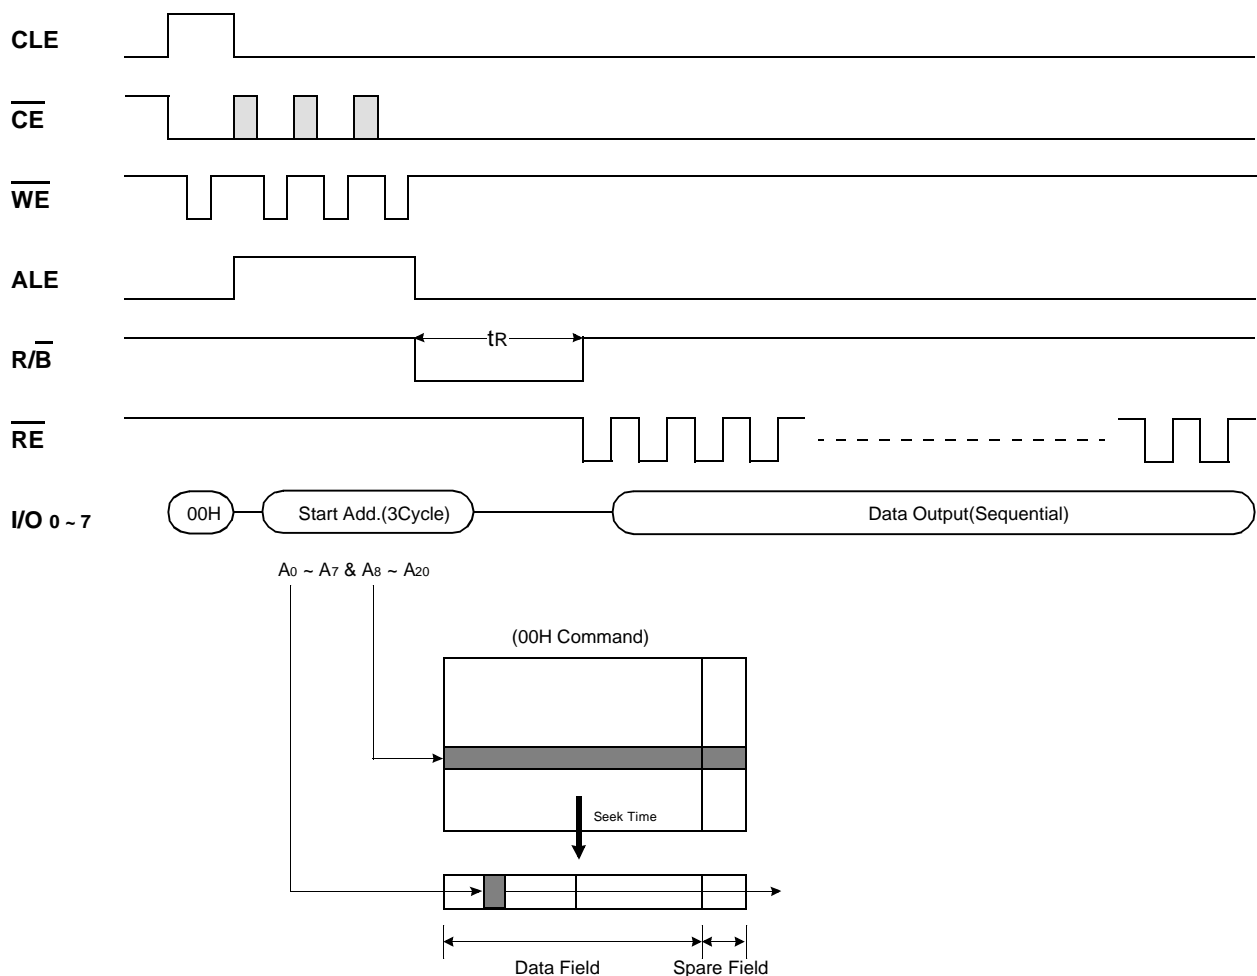 CLE
CE
WE
ALE
R/B
tR
RE
I/O 0 ~ 7
00H
Start Add.(3Cycle)
Data Output(Sequential)
A0 ~ A7 & A8 ~ A20
(00H Command)
Seek Time
Data Field
Spare Field